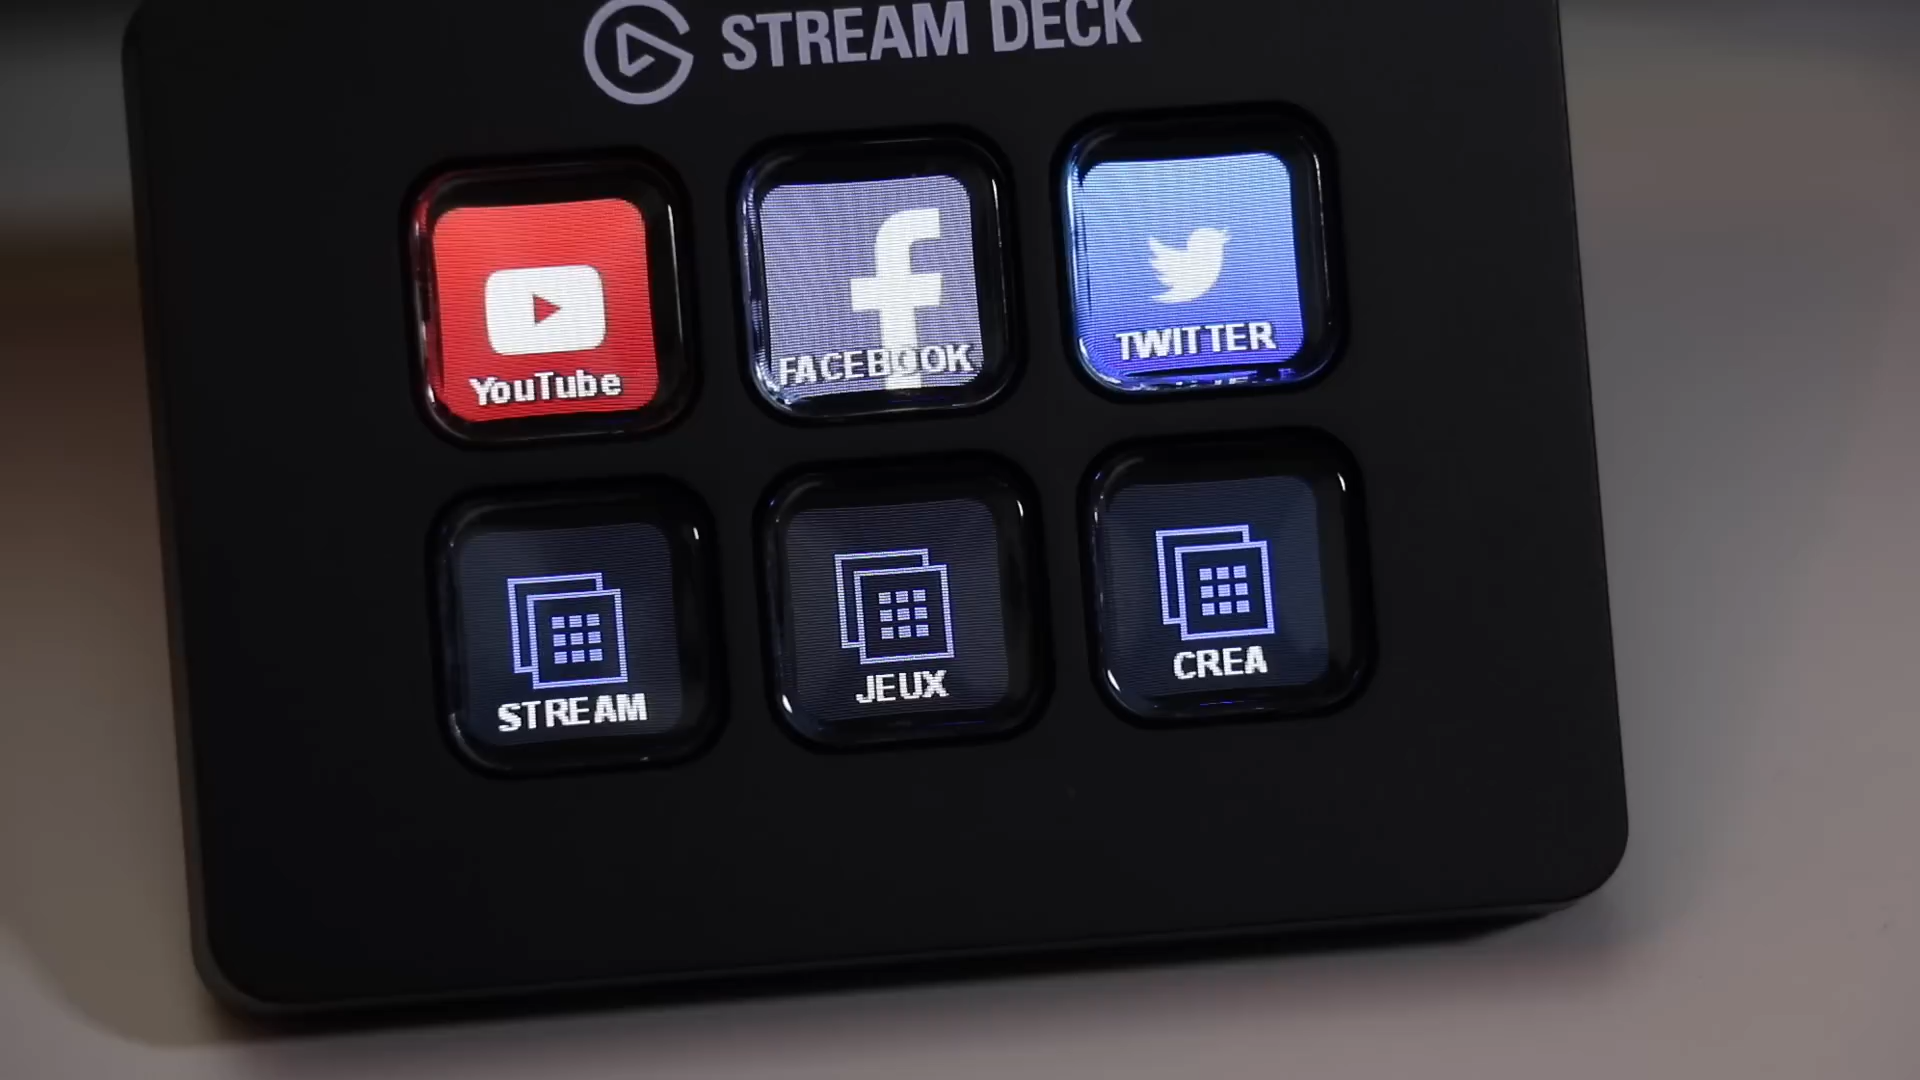 STREAM DECK
YouTube
FACEBOOK
TWITTER
STREAM
JEUX
CREA